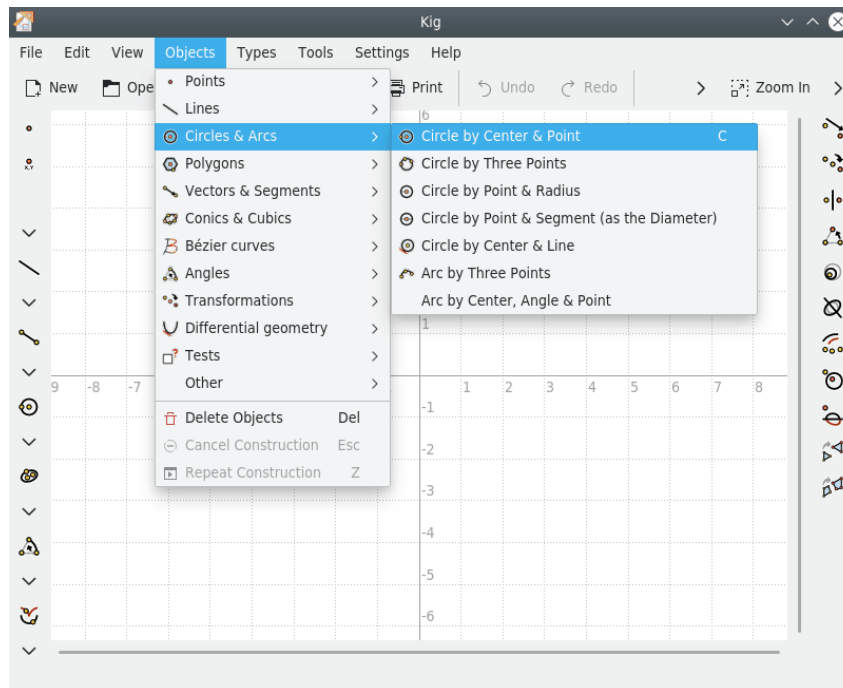 Kig
File Edit View Objects Types Tools Settings Help
New Ope Print Undo Redo Zoom In
Points
Lines
Circles & Arcs
Polygons
Vectors & Segments
Conics & Cubics
Bézier curves
Angles
Transformations
Differential geometry
Tests
Other
Delete Objects Del
Cancel Construction Esc
Repeat Construction Z
Circle by Center & Point C
Circle by Three Points
Circle by Point & Radius
Circle by Point & Segment (as the Diameter)
Circle by Center & Line
Arc by Three Points
Arc by Center, Angle & Point
X,Y
6
1
9 -8 -7 1 2 3 4 5 6 7 8
-1
-2
-3
-4
-5
-6